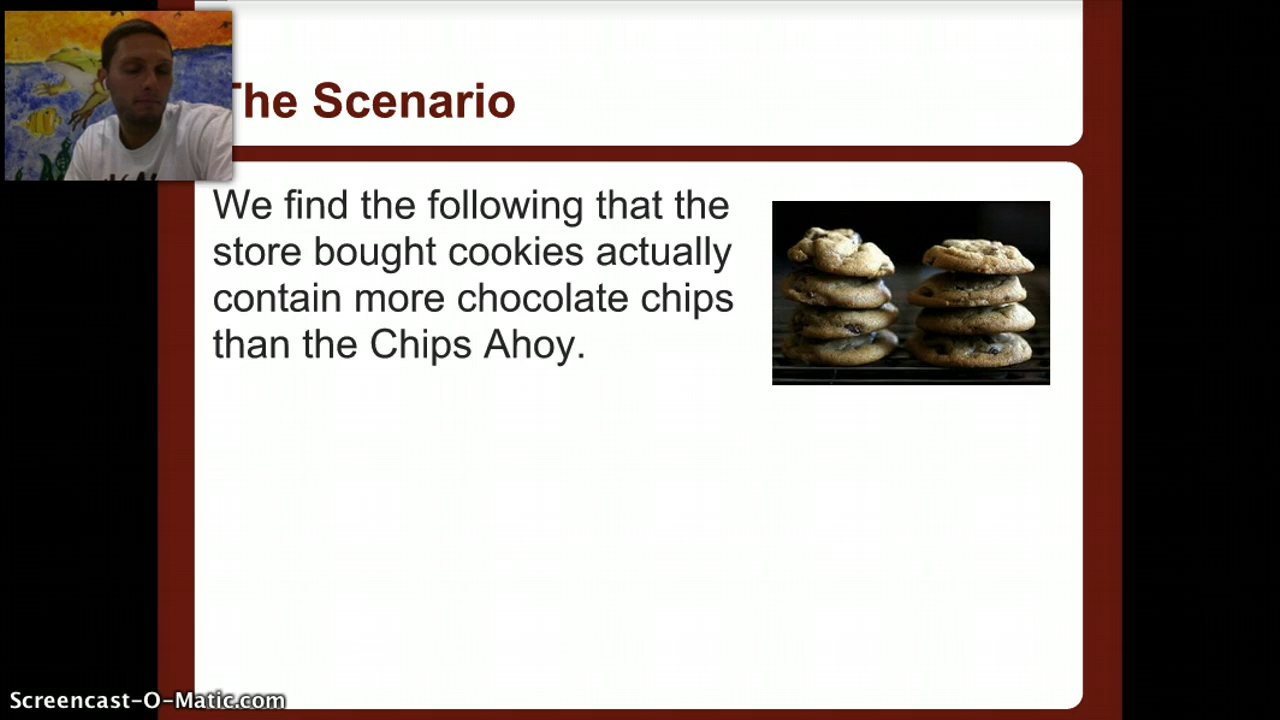 The Scenario
We find the following that the
store bought cookies actually
contain more chocolate chips
than the Chips Ahoy.
Screencast-O-Matic.com